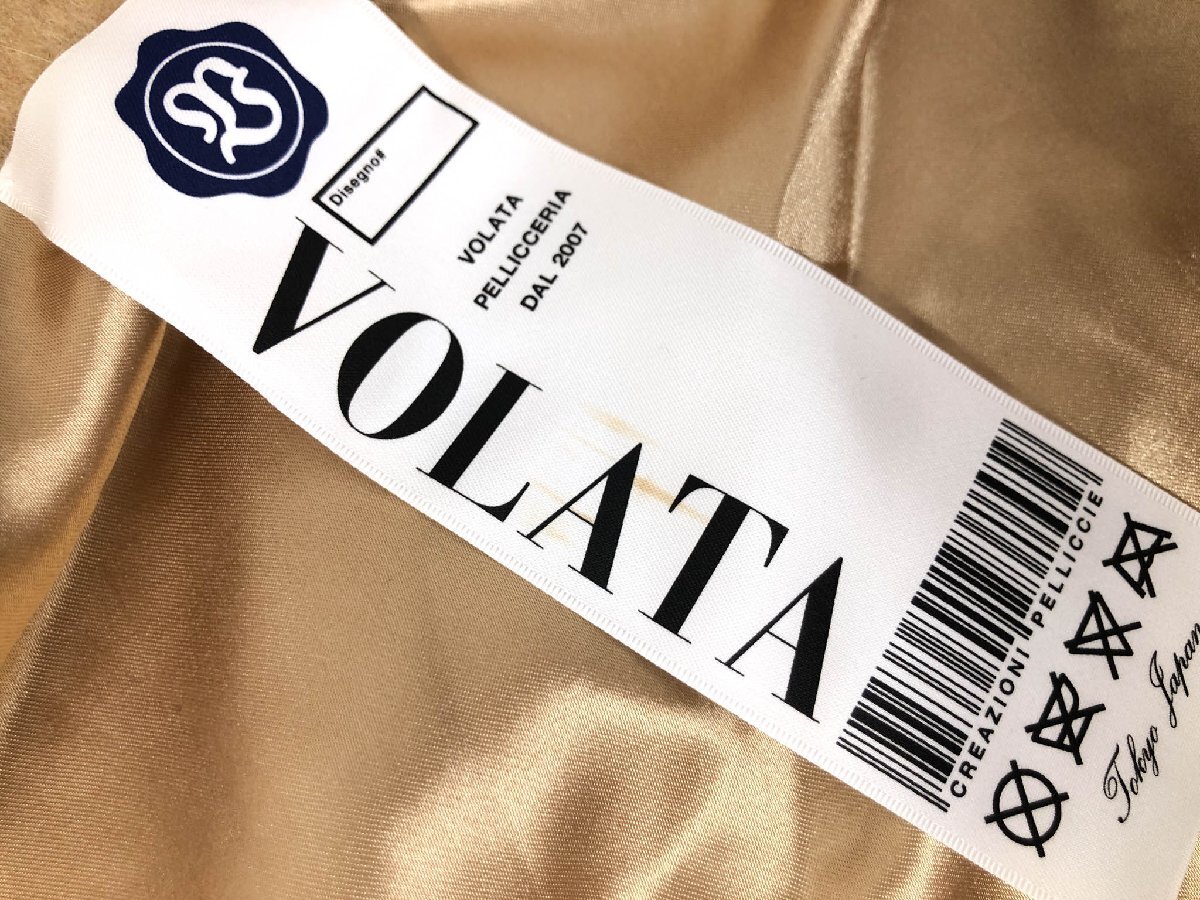 Disegno#
VOLATA
PELLICCERIA
DAL 2007
VOLATA
CREAZIONI PELLICCIE
Tokyo Japan